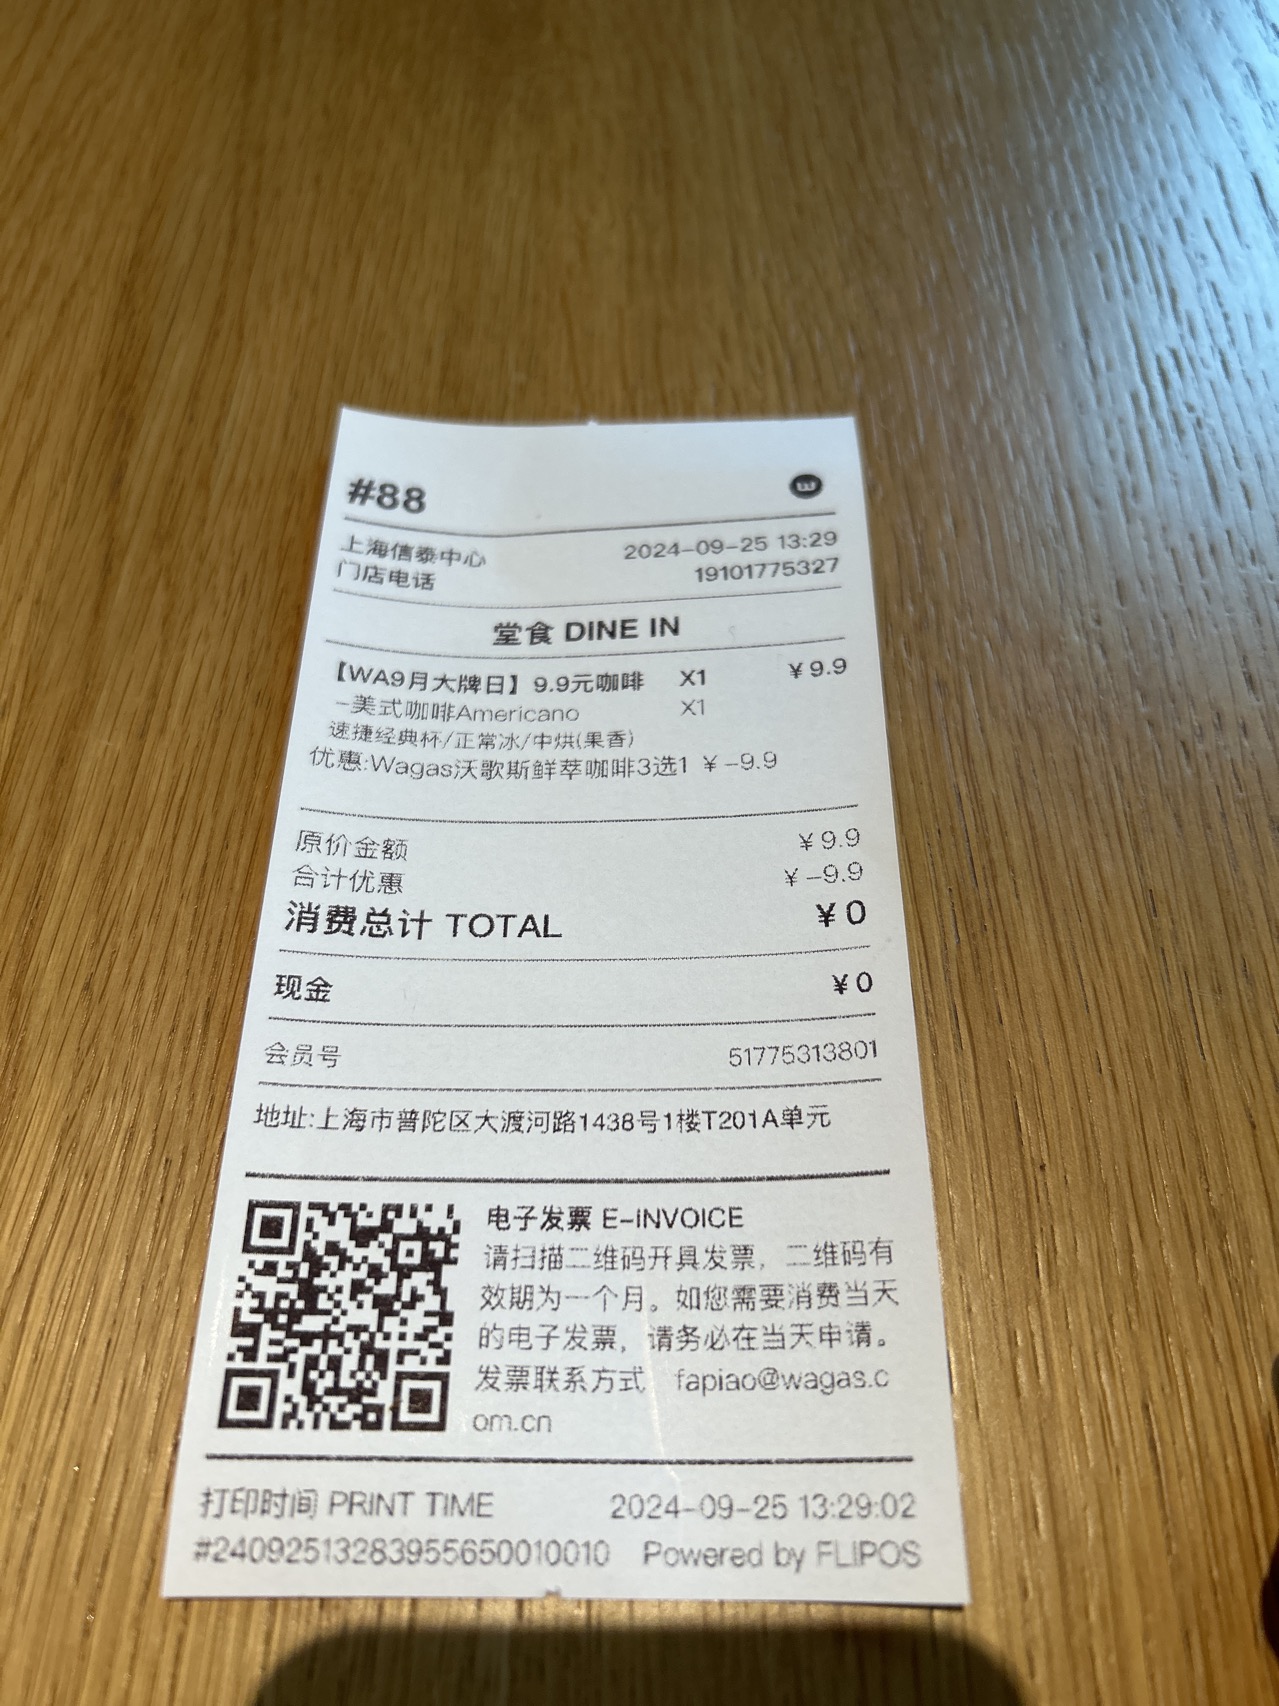 #88
上海信泰中心 2024-09-25 13:29
门店电话 19101775327
堂食 DINE IN
【WA9月大牌日】9.9元咖啡 X1 ¥9.9
-美式咖啡Americano X1
速捷经典杯/正常冰/中烘(果香)
优惠:Wagas沃歌斯鲜萃咖啡3选1 ¥-9.9
原价金额 ¥9.9
合计优惠 ¥-9.9
消费总计 TOTAL ¥0
现金 ¥0
会员号 51775313801
地址:上海市普陀区大渡河路1438号1楼T201A单元
电子发票 E-INVOICE
请扫描二维码开具发票，二维码有
效期为一个月。如您需要消费当天
的电子发票，请务必在当天申请。
发票联系方式 fapiao@wagas.c
om.cn
打印时间 PRINT TIME 2024-09-25 13:29:02
#24092513283955650010010 Powered by FLIPOS